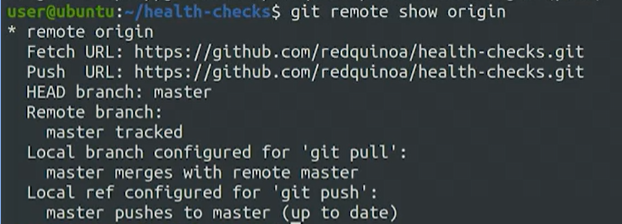 user@ubuntu:~/health-checks$ git remote show origin
* remote origin
  Fetch URL: https://github.com/redquinoa/health-checks.git
  Push  URL: https://github.com/redquinoa/health-checks.git
  HEAD branch: master
  Remote branch:
    master tracked
  Local branch configured for 'git pull':
    master merges with remote master
  Local ref configured for 'git push':
    master pushes to master (up to date)